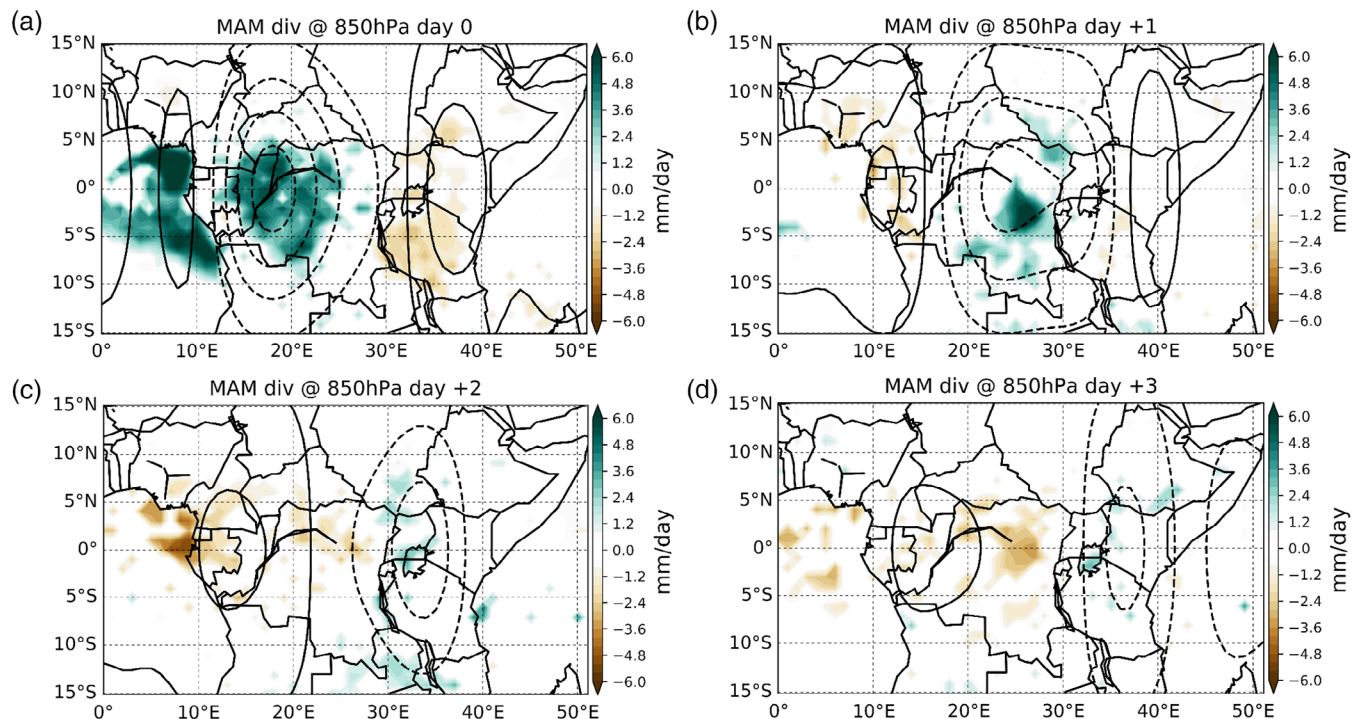 (a)
MAM div @ 850hPa day 0
15°N
10°N
5°N
0°
5°S
10°S
15°S
0°
10°E
20°E
30°E
40°E
50°E
6.0
4.8
3.6
2.4
1.2
0.0
−1.2
−2.4
−3.6
−4.8
−6.0
mm/day
(b)
MAM div @ 850hPa day +1
15°N
10°N
5°N
0°
5°S
10°S
15°S
0°
10°E
20°E
30°E
40°E
50°E
6.0
4.8
3.6
2.4
1.2
0.0
−1.2
−2.4
−3.6
−4.8
−6.0
mm/day
(c)
MAM div @ 850hPa day +2
15°N
10°N
5°N
0°
5°S
10°S
15°S
0°
10°E
20°E
30°E
40°E
50°E
6.0
4.8
3.6
2.4
1.2
0.0
−1.2
−2.4
−3.6
−4.8
−6.0
mm/day
(d)
MAM div @ 850hPa day +3
15°N
10°N
5°N
0°
5°S
10°S
15°S
0°
10°E
20°E
30°E
40°E
50°E
6.0
4.8
3.6
2.4
1.2
0.0
−1.2
−2.4
−3.6
−4.8
−6.0
mm/day